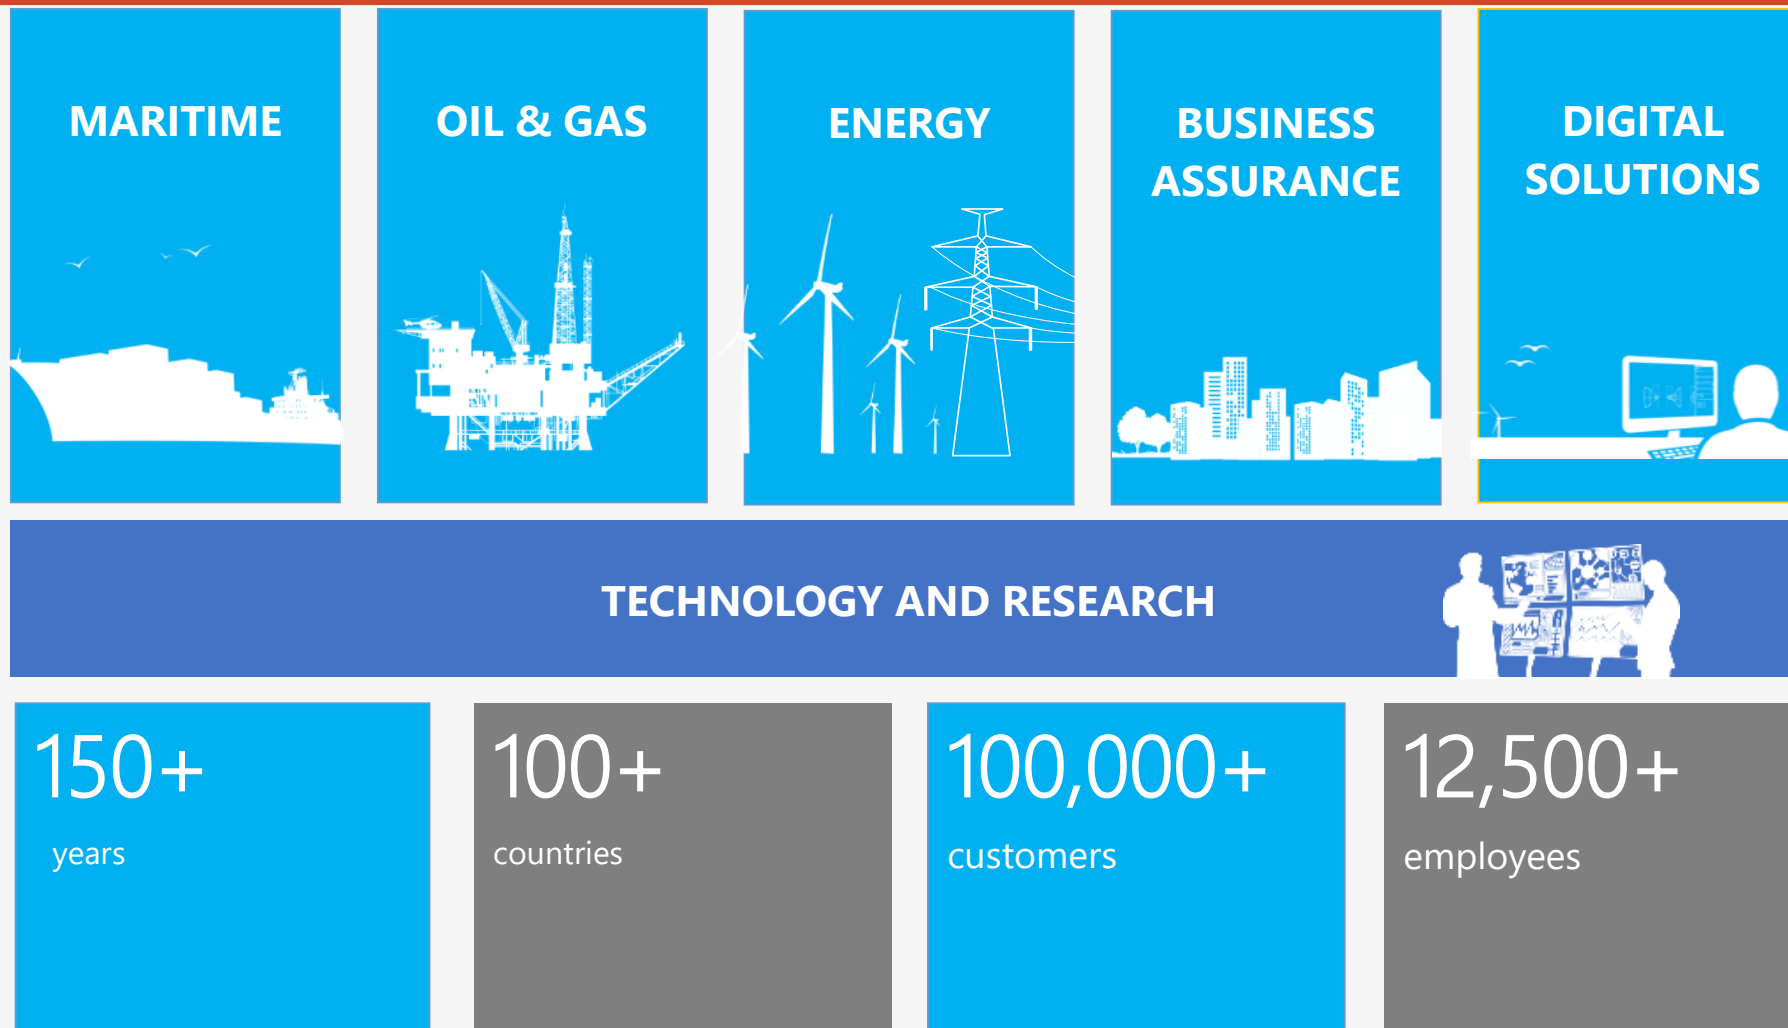 MARITIME
OIL & GAS
ENERGY
BUSINESS
ASSURANCE
DIGITAL
SOLUTIONS
TECHNOLOGY AND RESEARCH
150+
years
100+
countries
100,000+
customers
12,500+
employees